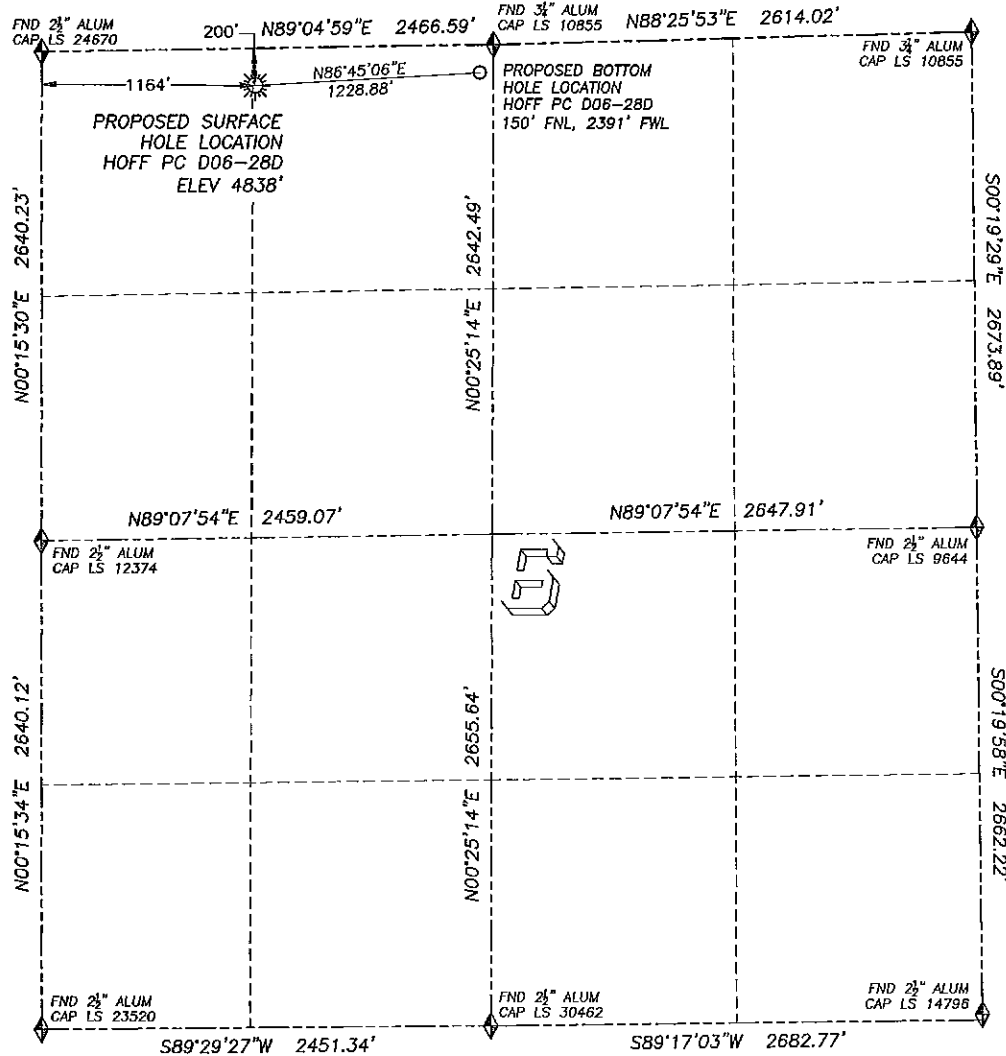 FND 2½" ALUM
CAP LS 24670
200'
N89°04'59"E 2466.59'
FND 3¼" ALUM
CAP LS 10855
N88°25'53"E 2614.02'
FND 3¼" ALUM
CAP LS 10855
1164'
N86°45'06"E
1228.88'
PROPOSED SURFACE
HOLE LOCATION
HOFF PC D06-28D
ELEV 4838'
PROPOSED BOTTOM
HOLE LOCATION
HOFF PC D06-28D
150' FNL, 2391' FWL
N00°15'30"E 2640.23'
N00°25'14"E 2642.49'
S00°19'29"E 2673.89'
N89°07'54"E 2459.07'
N89°07'54"E 2647.91'
FND 2½" ALUM
CAP LS 12374
FND 2½" ALUM
CAP LS 9644
6
N00°15'34"E 2640.12'
N00°25'14"E 2655.64'
S00°19'58"E 2662.22'
FND 2½" ALUM
CAP LS 23520
FND 2½" ALUM
CAP LS 30462
FND 2½" ALUM
CAP LS 14796
S89°29'27"W 2451.34'
S89°17'03"W 2682.77'